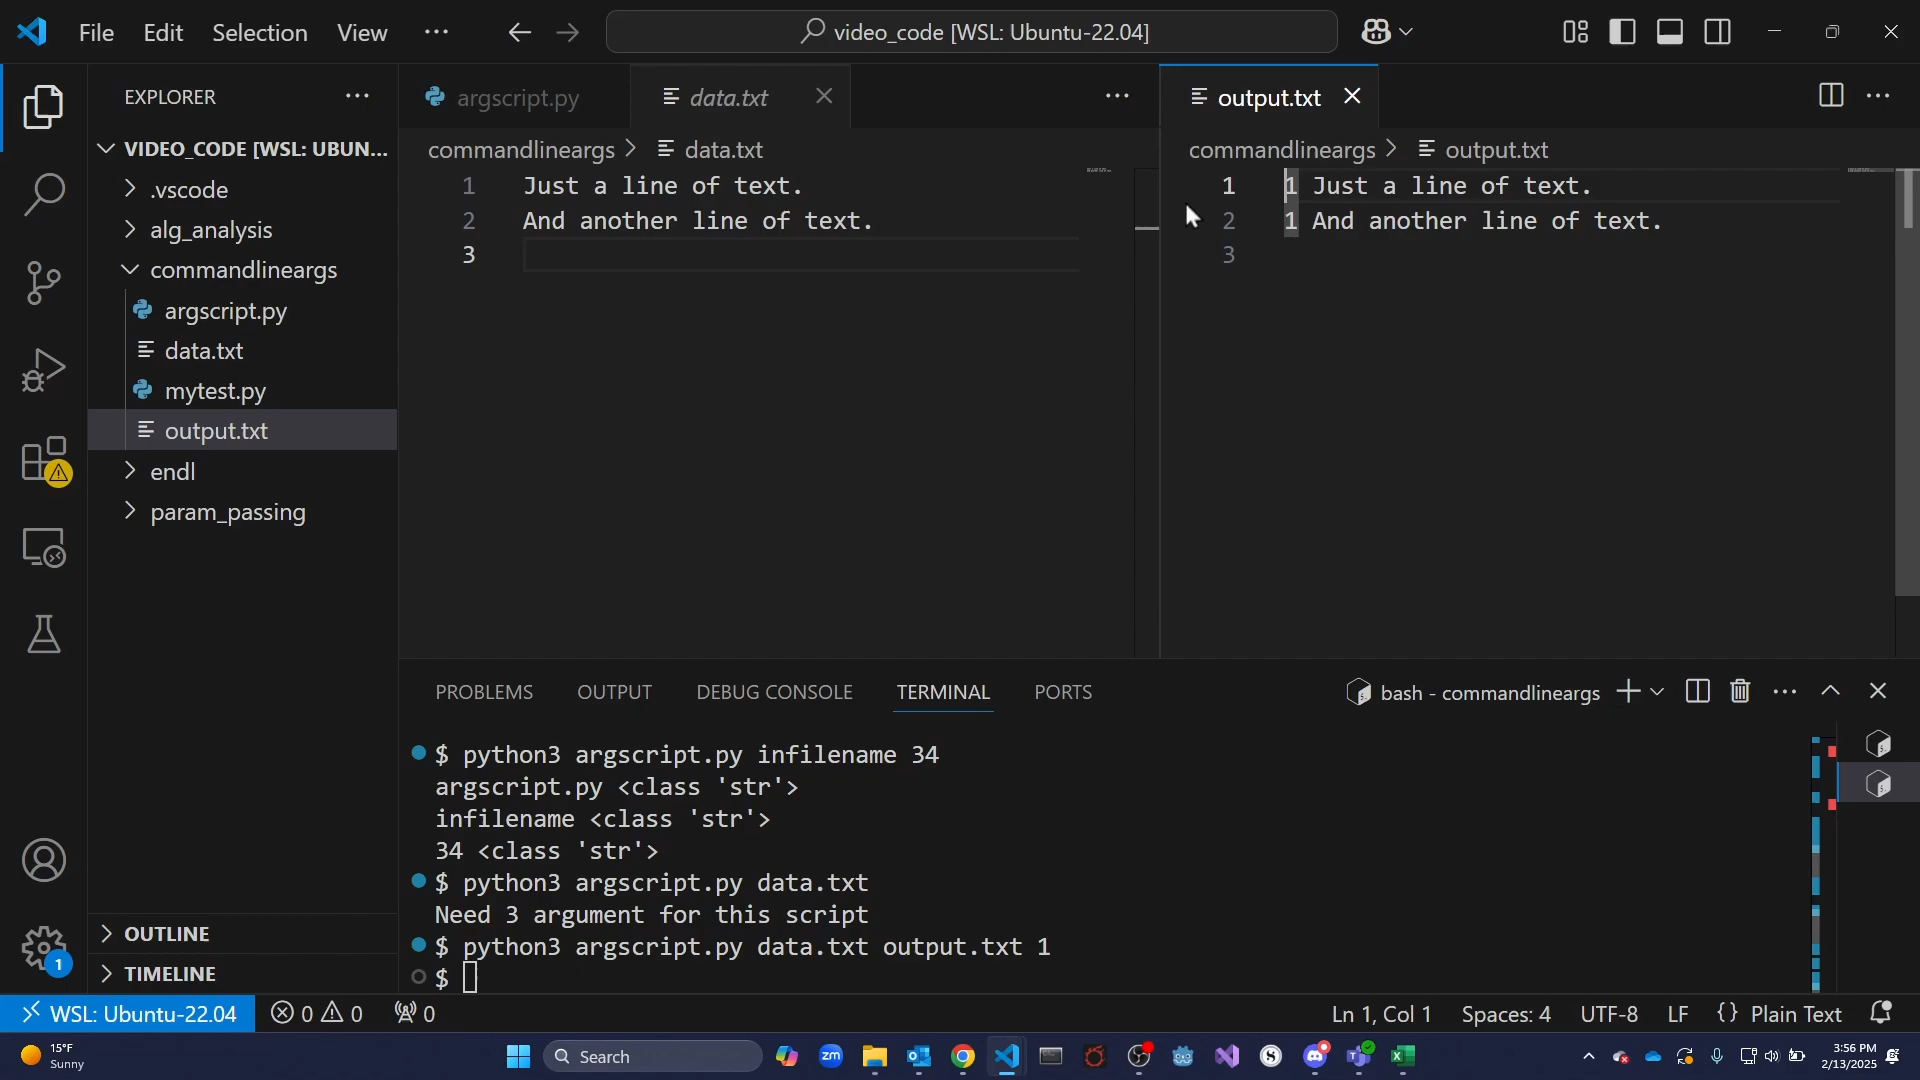 File Edit Selection View ... video_code [WSL: Ubuntu-22.04]
EXPLORER
VIDEO_CODE [WSL: UBUN...
.vscode
alg_analysis
commandlineargs
argscript.py
data.txt
mytest.py
output.txt
endl
param_passing
OUTLINE
TIMELINE
argscript.py data.txt
commandlineargs > data.txt
1 Just a line of text.
2 And another line of text.
3
output.txt
commandlineargs > output.txt
1 1 Just a line of text.
2 1 And another line of text.
3
PROBLEMS OUTPUT DEBUG CONSOLE TERMINAL PORTS bash - commandlineargs
$ python3 argscript.py infilename 34
argscript.py <class 'str'>
infilename <class 'str'>
34 <class 'str'>
$ python3 argscript.py data.txt
Need 3 argument for this script
$ python3 argscript.py data.txt output.txt 1
$
1
WSL: Ubuntu-22.04 0 0 0 Ln 1, Col 1 Spaces: 4 UTF-8 LF {} Plain Text
15°F
Sunny
Search
zm
3:56 PM
2/13/2025